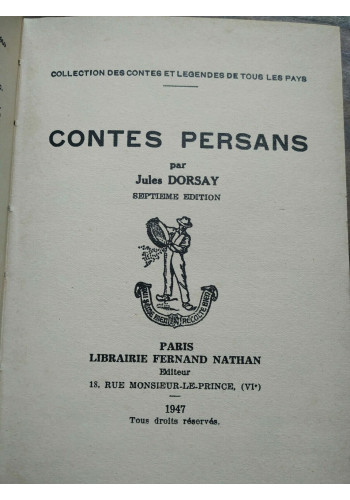 COLLECTION DES CONTES ET LEGENDES DE TOUS LES PAYS
CONTES PERSANS
par
Jules DORSAY
SEPTIEME EDITION
PARIS
LIBRAIRIE FERNAND NATHAN
Editeur
18, RUE MONSIEUR-LE-PRINCE, (VIᵉ)
1947
Tous droits réservés.